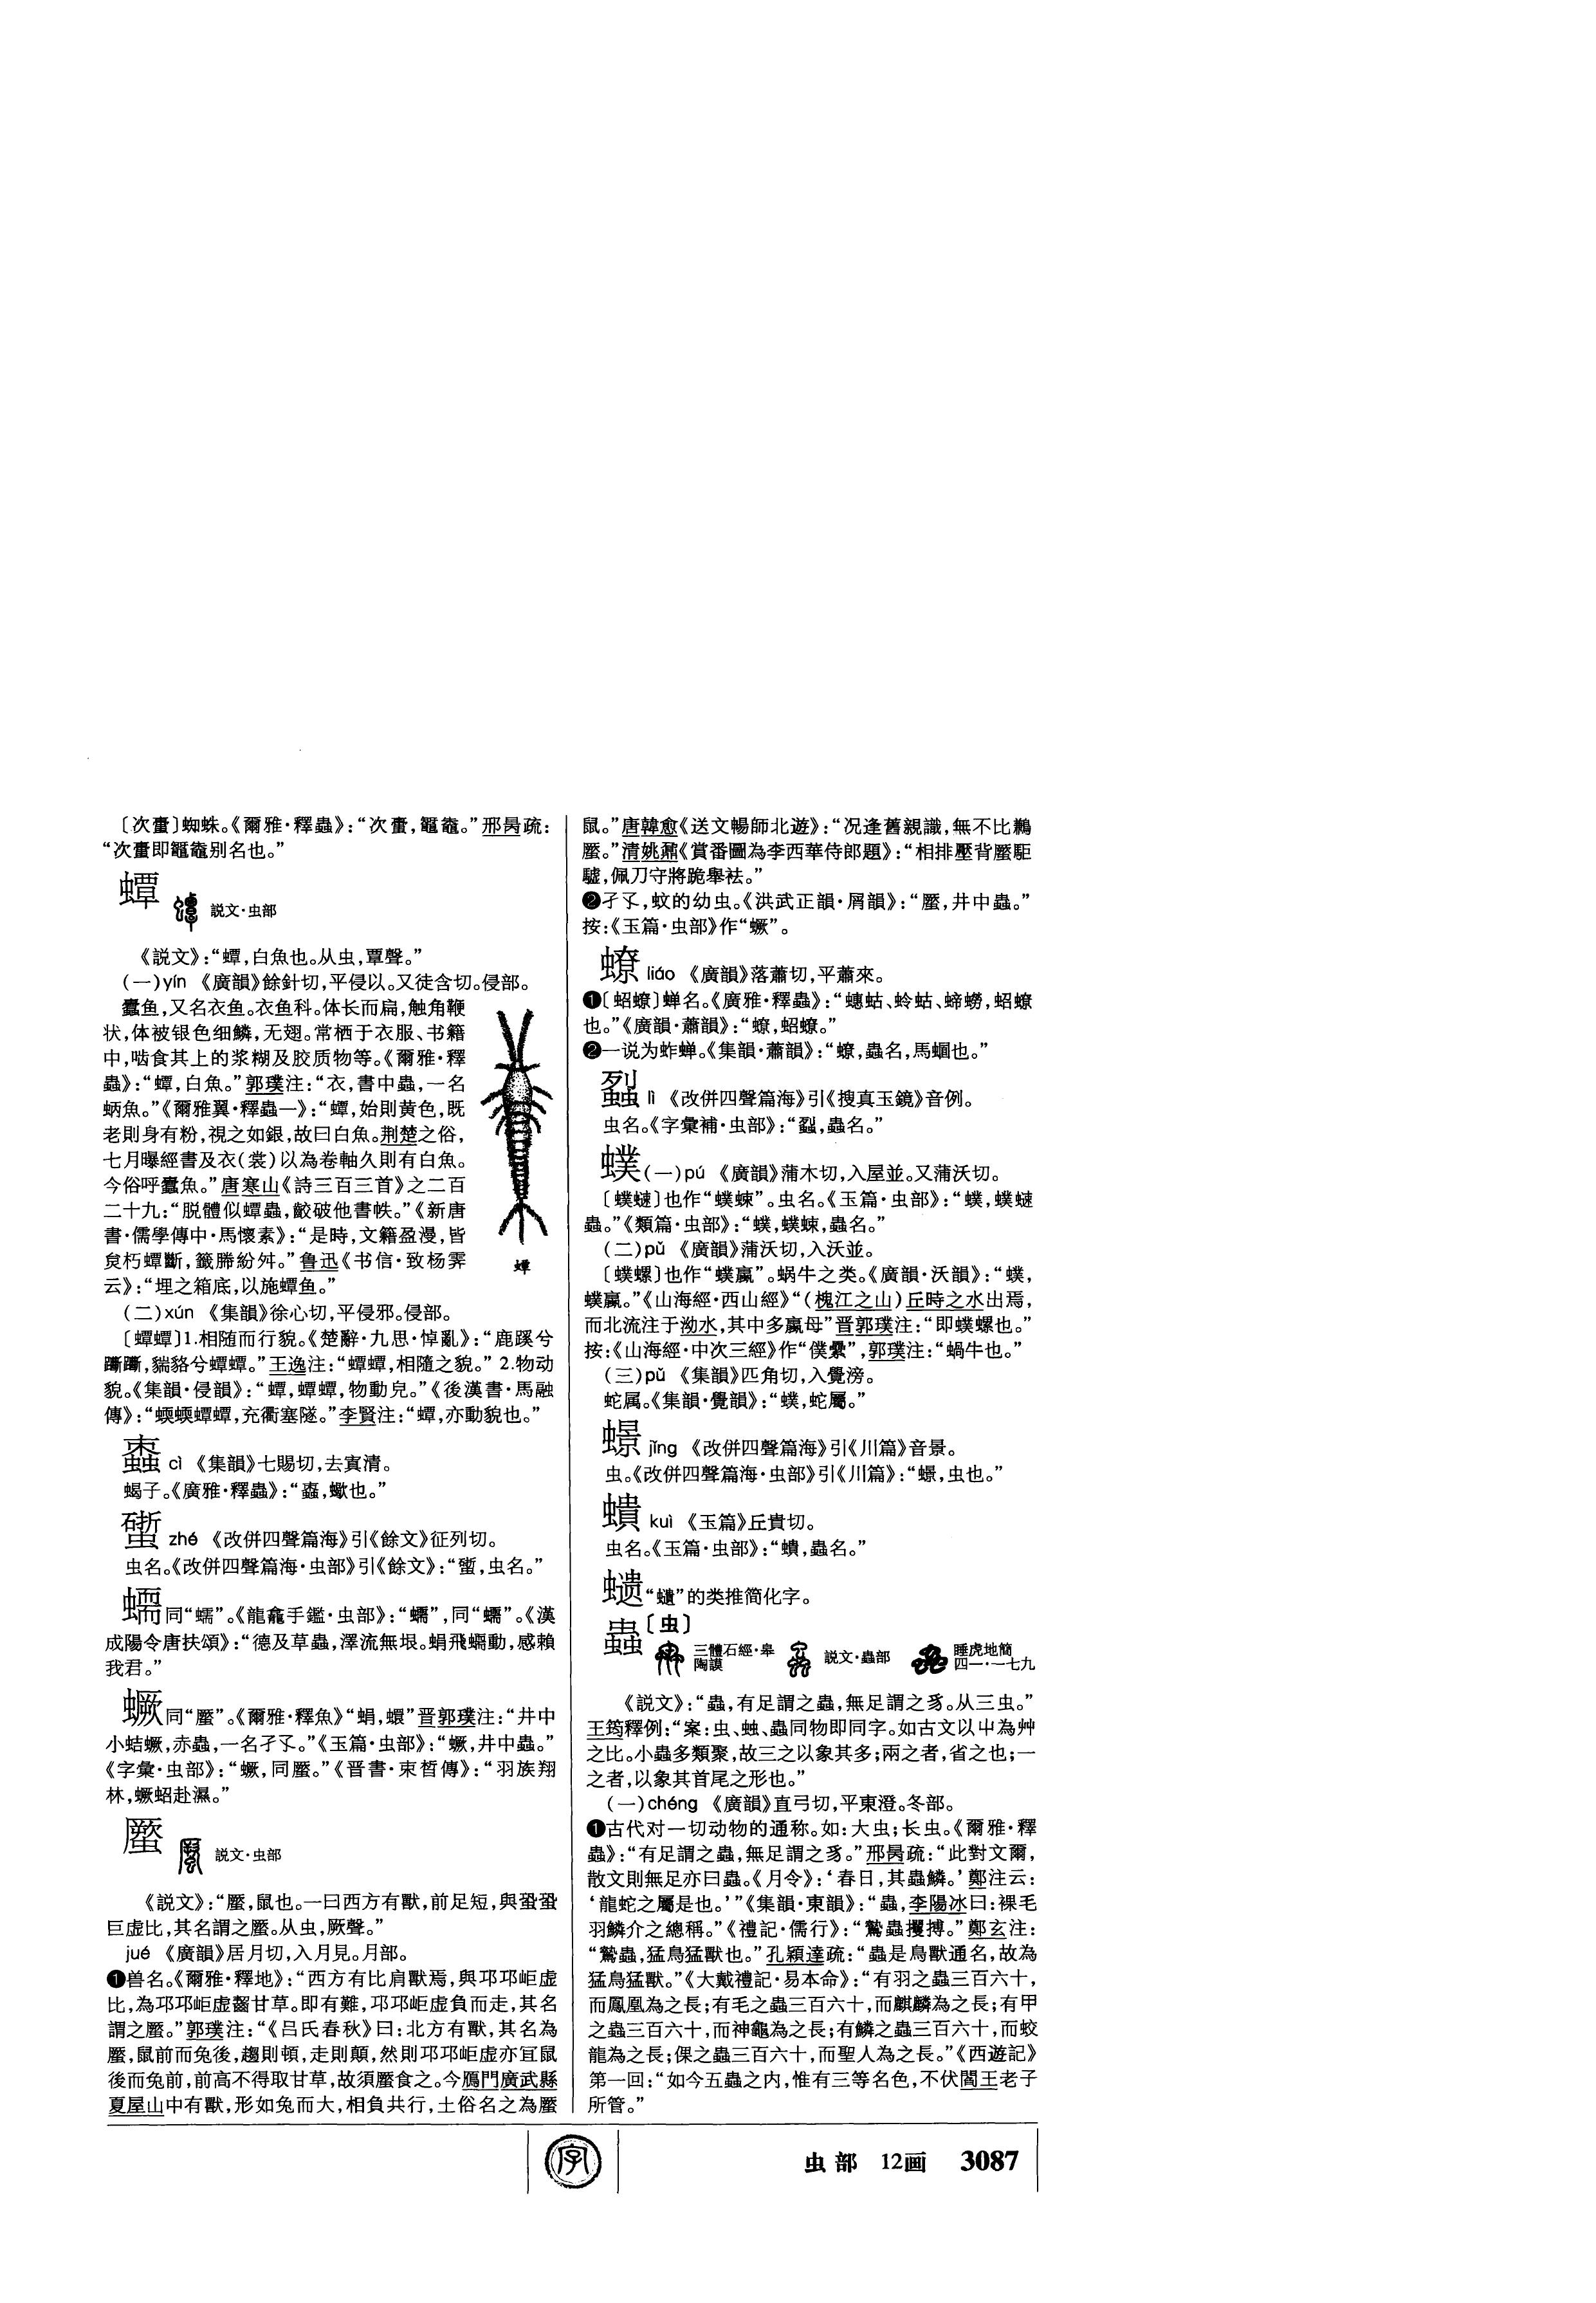 〔次蟗〕蜘蛛。《爾雅·釋蟲》：“次蟗，鼅鼄。”邢昺疏：
“次蟗即鼅鼄别名也。”
蟫 説文·虫部
《説文》：“蟫，白魚也。从虫，覃聲。”
(一)yín 《廣韻》餘針切，平侵以。又徒含切。侵部。
蠹鱼，又名衣鱼。衣鱼科。体长而扁，触角鞭
状，体被银色细鳞，无翅。常栖于衣服、书籍
中，啮食其上的浆糊及胶质物等。《爾雅·釋
蟲》：“蟫，白魚。”郭璞注：“衣，書中蟲，一名
蛃魚。”《爾雅翼·釋蟲一》：“蟫，始則黄色，既
老則身有粉，視之如銀，故曰白魚。荆楚之俗，
七月曝經書及衣(裳)以為卷軸久則有白魚。
今俗呼蠹魚。”唐寒山《詩三百三首》之二百
二十九：“脱體似蟫蟲，齩破他書帙。”《新唐
書·儒學傳中·馬懷素》：“是時，文籍盈漫，皆
炱朽蟫斷，籤幐紛舛。”鲁迅《书信·致杨霁
云》：“埋之箱底，以施蟫鱼。”
蟫
(二)xún 《集韻》徐心切，平侵邪。侵部。
〔蟫蟫〕1.相随而行貌。《楚辭·九思·悼亂》：“鹿蹊兮
𨇤𨇤，貒貉兮蟫蟫。”王逸注：“蟫蟫，相隨之貌。” 2.物动
貌。《集韻·侵韻》：“蟫，蟫蟫，物動皃。”《後漢書·馬融
傳》：“蝡蝡蟫蟫，充衢塞隧。”李賢注：“蟫，亦動貌也。”
螙 cì 《集韻》七賜切，去寘清。
蝎子。《廣雅·釋蟲》：“䗹，蠍也。”
zhé 《改併四聲篇海》引《餘文》征列切。
虫名。《改併四聲篇海·虫部》引《餘文》：“䗪，虫名。”
同“蠕”。《龍龕手鑑·虫部》：“蠕”，同“蠕”。《漢
成陽令唐扶頌》：“德及草蟲，澤流無垠。蜎飛蠕動，感賴
我君。”
蟩 同“蟨”。《爾雅·釋魚》“蜎，蠉”晋郭璞注：“井中
小蛣蟩，赤蟲，一名孑孓。”《玉篇·虫部》：“蟩，井中蟲。”
《字彙·虫部》：“蟩，同蟨。”《晋書·束晳傳》：“羽族翔
林，蟩蛁赴濕。”
蟨 説文·虫部
《説文》：“蟨，鼠也。一曰西方有獸，前足短，與蛩蛩
巨虚比，其名謂之蟨。从虫，厥聲。”
jué 《廣韻》居月切，入月見。月部。
❶兽名。《爾雅·釋地》：“西方有比肩獸焉，與邛邛岠虚
比，為邛邛岠虚齧甘草。即有難，邛邛岠虚負而走，其名
謂之蟨。”郭璞注：“《吕氏春秋》曰：北方有獸，其名為
蟨，鼠前而兔後，趨則頓，走則顛，然則邛邛岠虚亦宜鼠
後而兔前，前高不得取甘草，故須蟨食之。今鴈門廣武縣
夏屋山中有獸，形如兔而大，相負共行，土俗名之為蟨
鼠。”唐韓愈《送文暢師北遊》：“况逢舊親識，無不比鶼
蟨。”清姚鼐《賞番圖為李西華侍郎題》：“相排壓背蟨駏
驉，佩刀守將跪舉袪。”
❷孑孓，蚊的幼虫。《洪武正韻·屑韻》：“蟨，井中蟲。”
按：《玉篇·虫部》作“蟩”。
蟟 liáo 《廣韻》落蕭切，平蕭來。
❶〔蛁蟟〕蝉名。《廣雅·釋蟲》：“蟪蛄、蛉蛄、蝭蟧，蛁蟟
也。”《廣韻·蕭韻》：“蟟，蛁蟟。”
❷一说为蚱蝉。《集韻·蕭韻》：“蟟，蟲名，馬蜠也。”
lì 《改併四聲篇海》引《搜真玉鏡》音例。
虫名。《字彙補·虫部》：“蛚，蟲名。”
蟔(一)pú 《廣韻》蒲木切，入屋並。又蒲沃切。
〔蟔䗤〕也作“蟔蛷”。虫名。《玉篇·虫部》：“蟔，蟔䗤
蟲。”《類篇·虫部》：“蟔，蟔蛷，蟲名。”
(二)pǔ 《廣韻》蒲沃切，入沃並。
〔蟔螺〕也作“蟔蠃”。蜗牛之类。《廣韻·沃韻》：“蟔，
蟔蠃。”《山海經·西山經》“(槐江之山)丘時之水出焉，
而北流注于泑水，其中多蠃母”晋郭璞注：“即蟔螺也。”
按：《山海經·中次三經》作“僕纍”，郭璞注：“蝸牛也。”
(三)pǔ 《集韻》匹角切，入覺滂。
蛇属。《集韻·覺韻》：“蟔，蛇屬。”
jǐng 《改併四聲篇海》引《川篇》音景。
虫。《改併四聲篇海·虫部》引《川篇》：“蟼，虫也。”
蟦 kuì 《玉篇》丘貴切。
虫名。《玉篇·虫部》：“蟦，蟲名。”
“䗽”的类推简化字。
蟲〔虫〕 三體石經·皋陶謨 説文·蟲部 睡虎地簡四一·一七九
《説文》：“蟲，有足謂之蟲，無足謂之豸。从三虫。”
王筠釋例：“案：虫、䖵、蟲同物即同字。如古文以屮為艸
之比。小蟲多類聚，故三之以象其多；兩之者，省之也；一
之者，以象其首尾之形也。”
(一)chéng 《廣韻》直弓切，平東澄。冬部。
❶古代对一切动物的通称。如：大虫；长虫。《爾雅·釋
蟲》：“有足謂之蟲，無足謂之豸。”邢昺疏：“此對文爾，
散文則無足亦曰蟲。《月令》：‘春日，其蟲鱗。’鄭注云：
‘龍蛇之屬是也。’”《集韻·東韻》：“蟲，李陽冰曰：裸毛
羽鱗介之總稱。”《禮記·儒行》：“鷙蟲攫搏。”鄭玄注：
“鷙蟲，猛鳥猛獸也。”孔穎達疏：“蟲是鳥獸通名，故為
猛鳥猛獸。”《大戴禮記·易本命》：“有羽之蟲三百六十，
而鳳凰為之長；有毛之蟲三百六十，而麒麟為之長；有甲
之蟲三百六十，而神龜為之長；有鱗之蟲三百六十，而蛟
龍為之長；倮之蟲三百六十，而聖人為之長。”《西遊記》
第一回：“如今五蟲之内，惟有三等名色，不伏閻王老子
所管。”
字
虫部 12画 3087